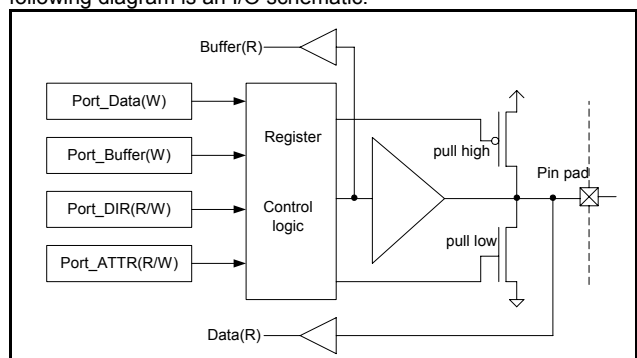 following diagram is an I/O schematic.
Buffer(R)
Port_Data(W)
Port_Buffer(W)
Port_DIR(R/W)
Port_ATTR(R/W)
Register
Control
logic
pull high
Pin pad
pull low
Data(R)